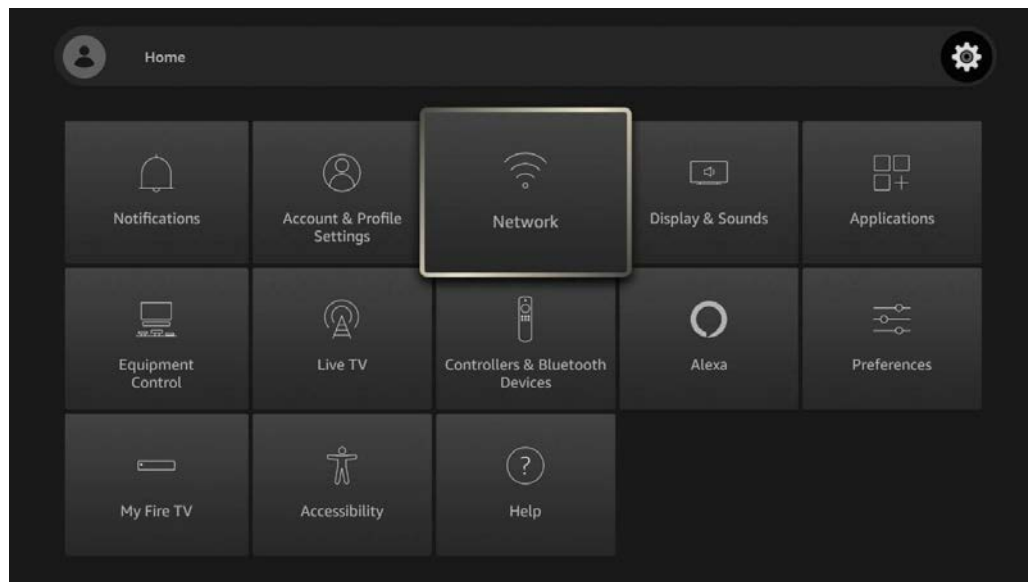 Home
Notifications
Account & Profile
Settings
Network
Display & Sounds
Applications
Equipment
Control
Live TV
Controllers & Bluetooth
Devices
Alexa
Preferences
My Fire TV
Accessibility
Help